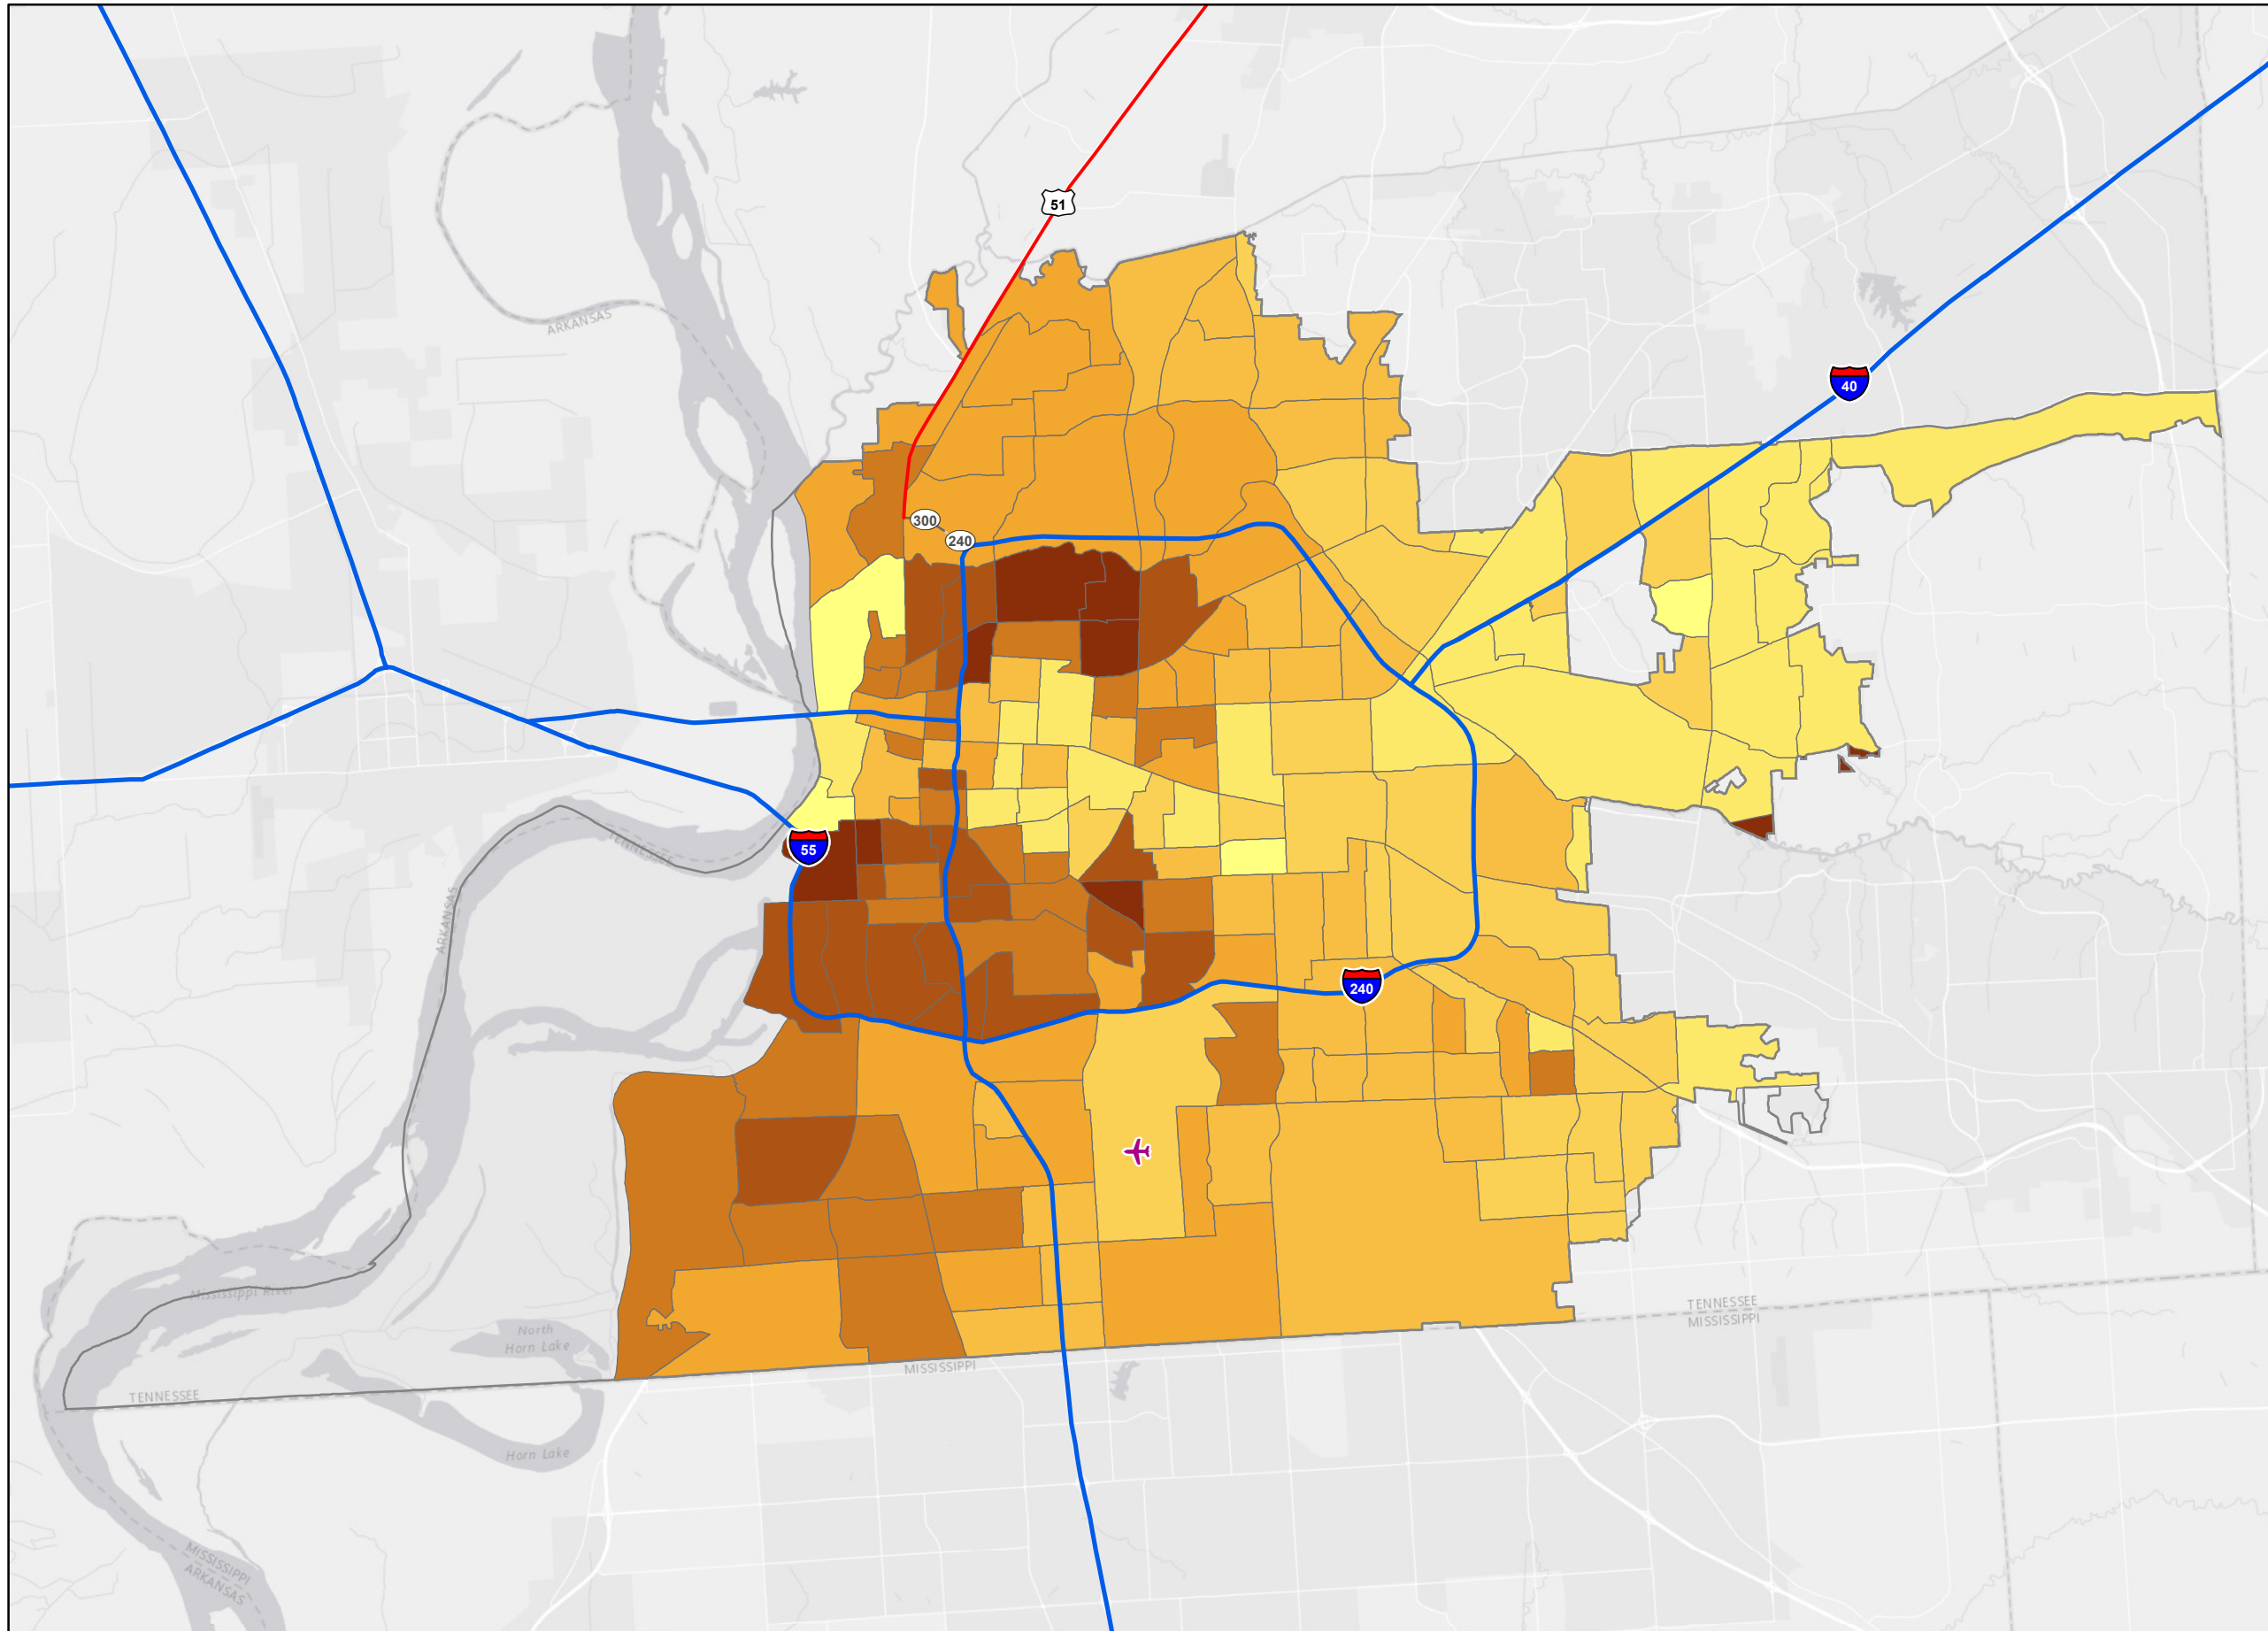 51
ARKANSAS
40
300
240
TENNESSEE
55
ARKANSAS
240
Mississippi River
TENNESSEE
MISSISSIPPI
North
Horn Lake
MISSISSIPPI
TENNESSEE
Horn Lake
MISSISSIPPI
ARKANSAS